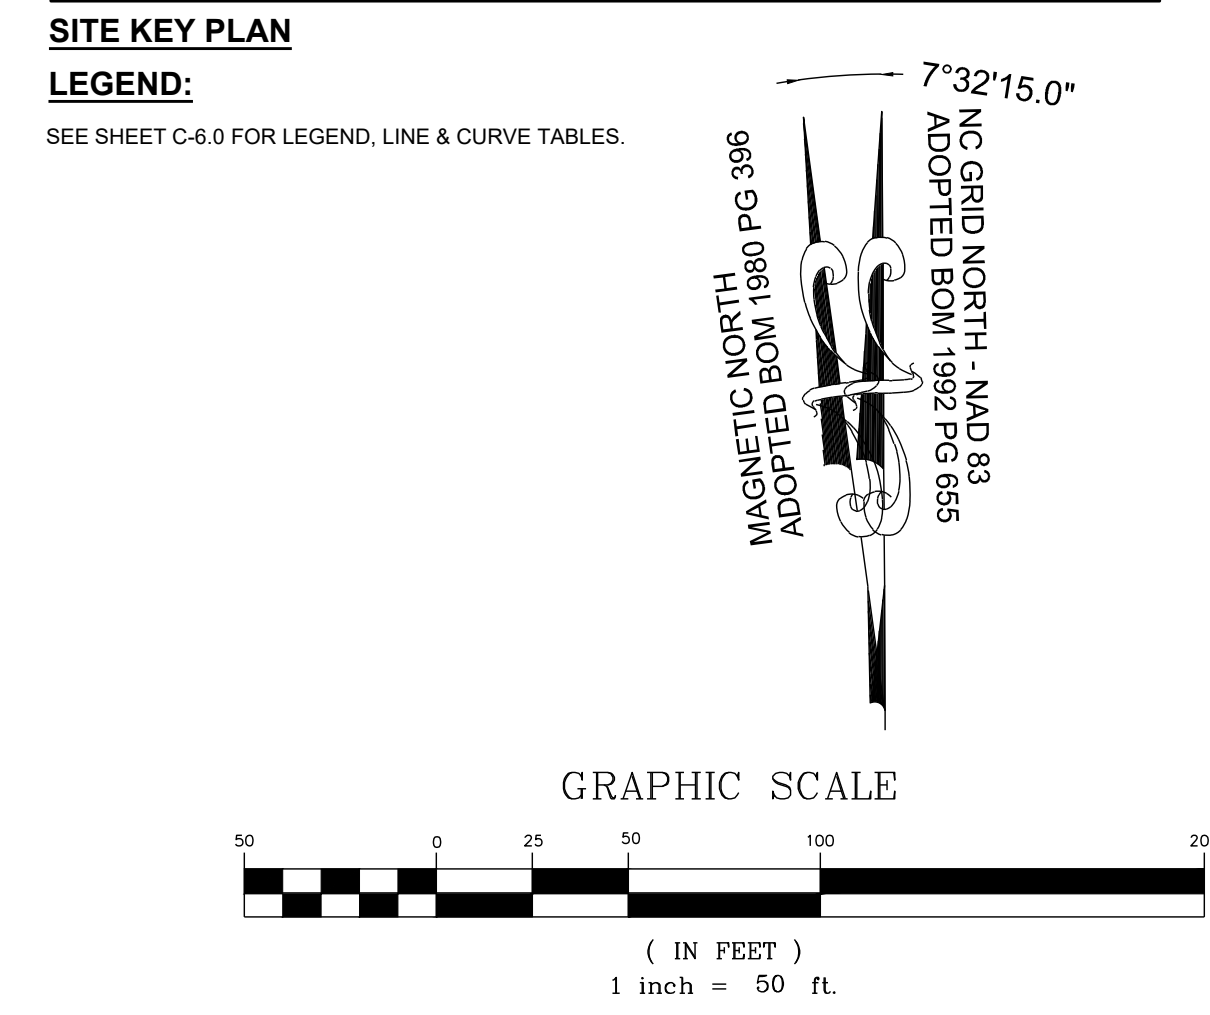 SITE KEY PLAN
LEGEND:
SEE SHEET C-6.0 FOR LEGEND, LINE & CURVE TABLES.
7°32'15.0"
MAGNETIC NORTH
ADOPTED BOM 1980 PG 396
NC GRID NORTH - NAD 83
ADOPTED BOM 1992 PG 655
GRAPHIC SCALE
50 0 25 50 100 20
( IN FEET )
1 inch = 50 ft.